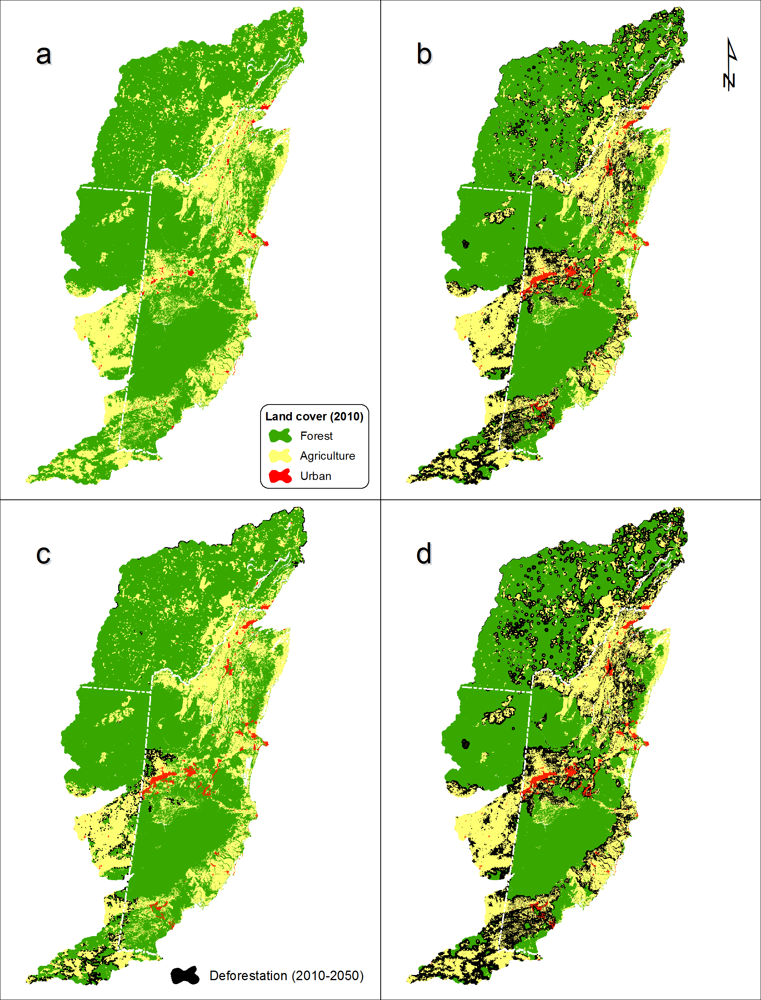 a
b
N
Land cover (2010)
Forest
Agriculture
Urban
c
d
Deforestation (2010-2050)